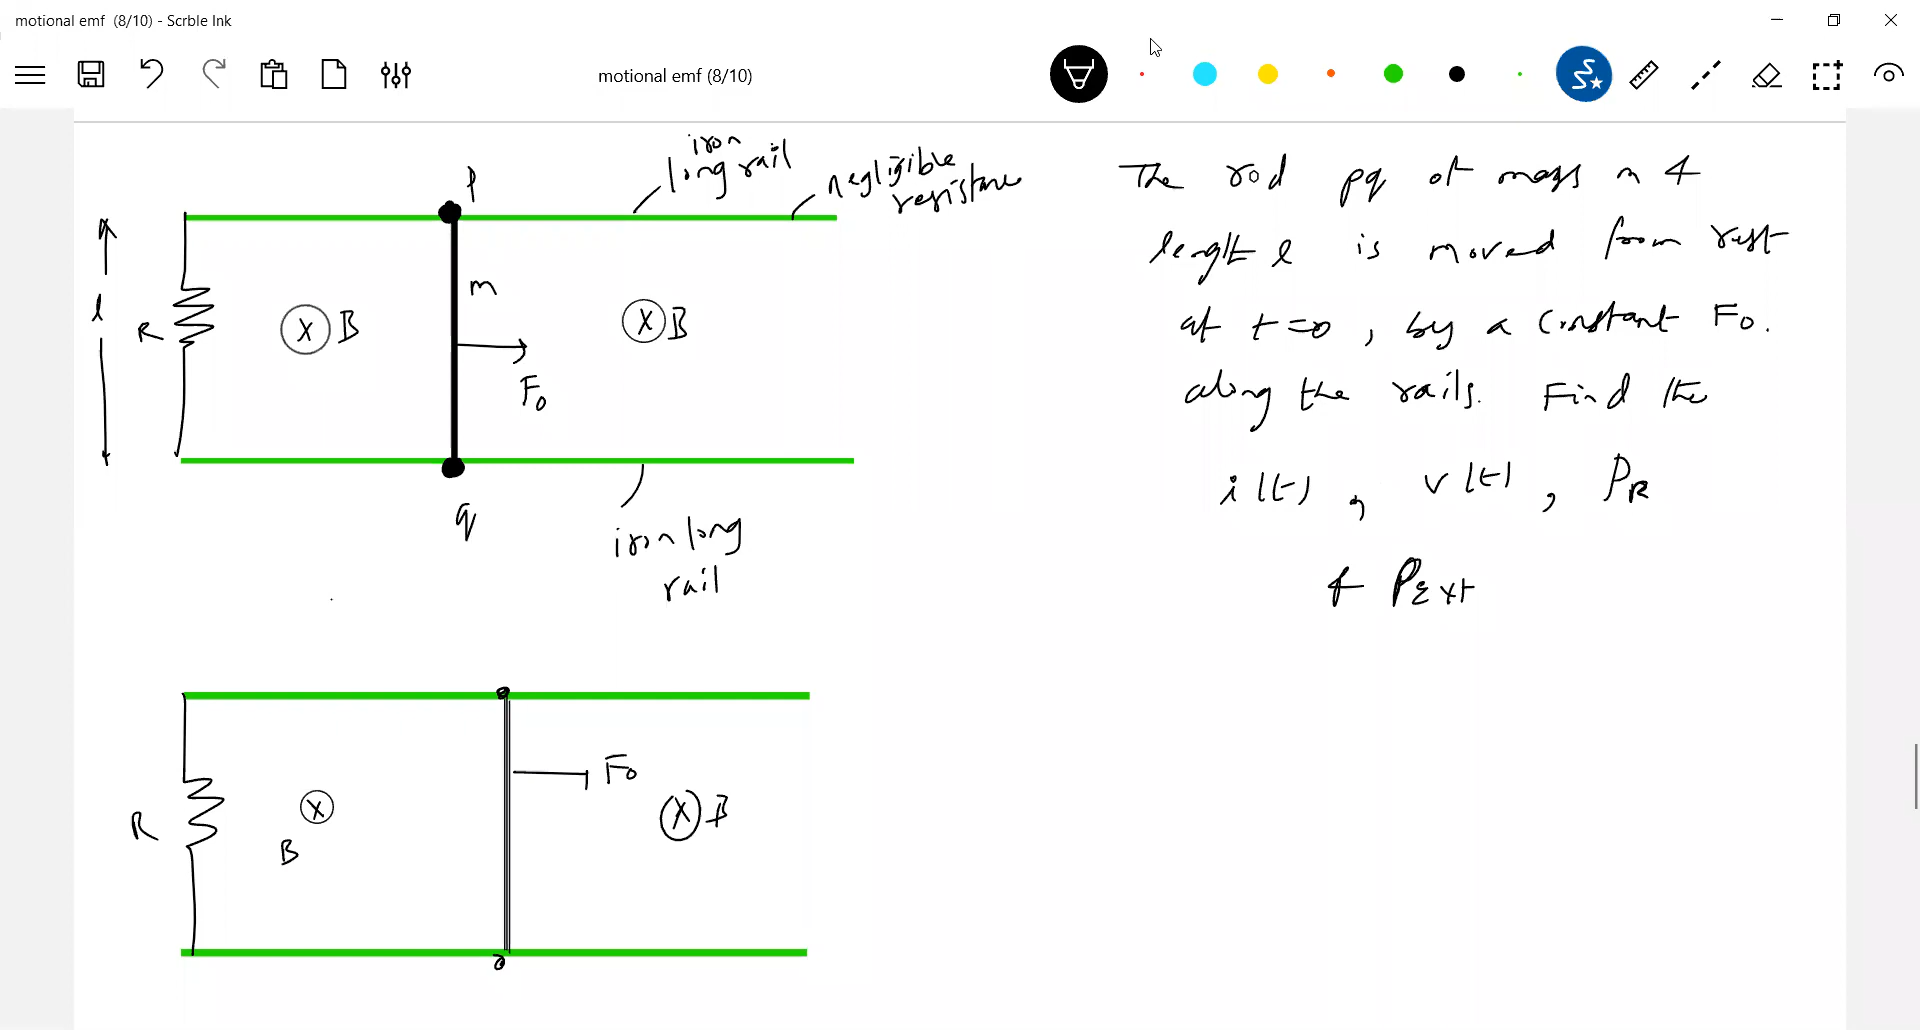 motional emf (8/10) - Scrble Ink
motional emf (8/10)
iron
long rail
negligible
resistance
P
l
R
m
X B
X B
F0
q
iron long
rail
The rod pq of mass m &
length l is moved from rest
at t=0, by a constant F0.
along the rails. Find the
i(t), v(t), PR
& PExt
F0
R
X
B
X B